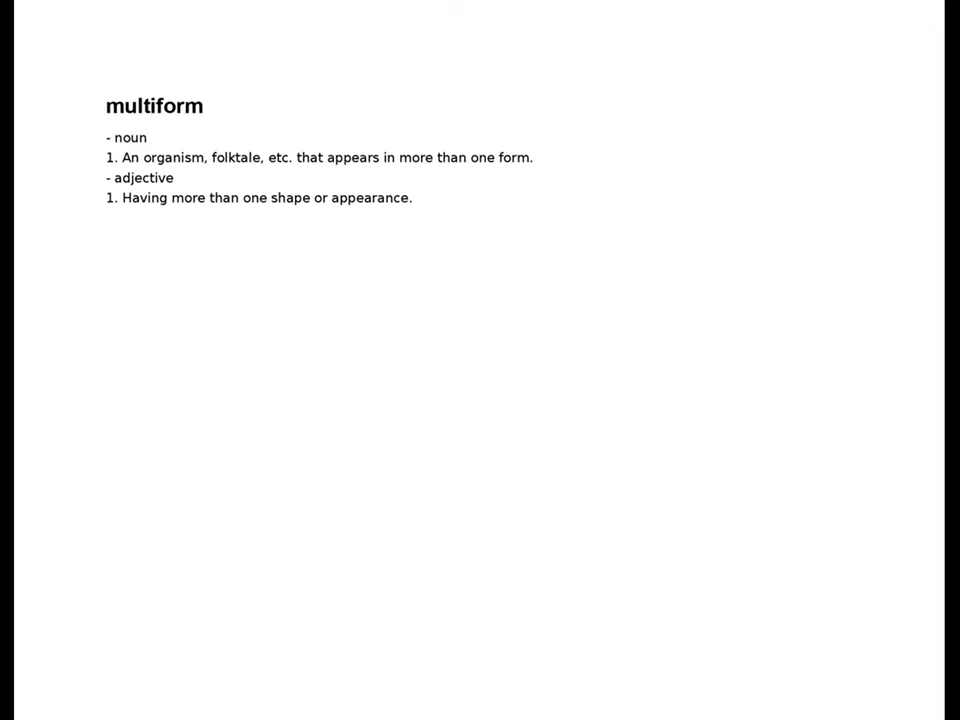 multiform
- noun
1. An organism, folktale, etc. that appears in more than one form.
- adjective
1. Having more than one shape or appearance.